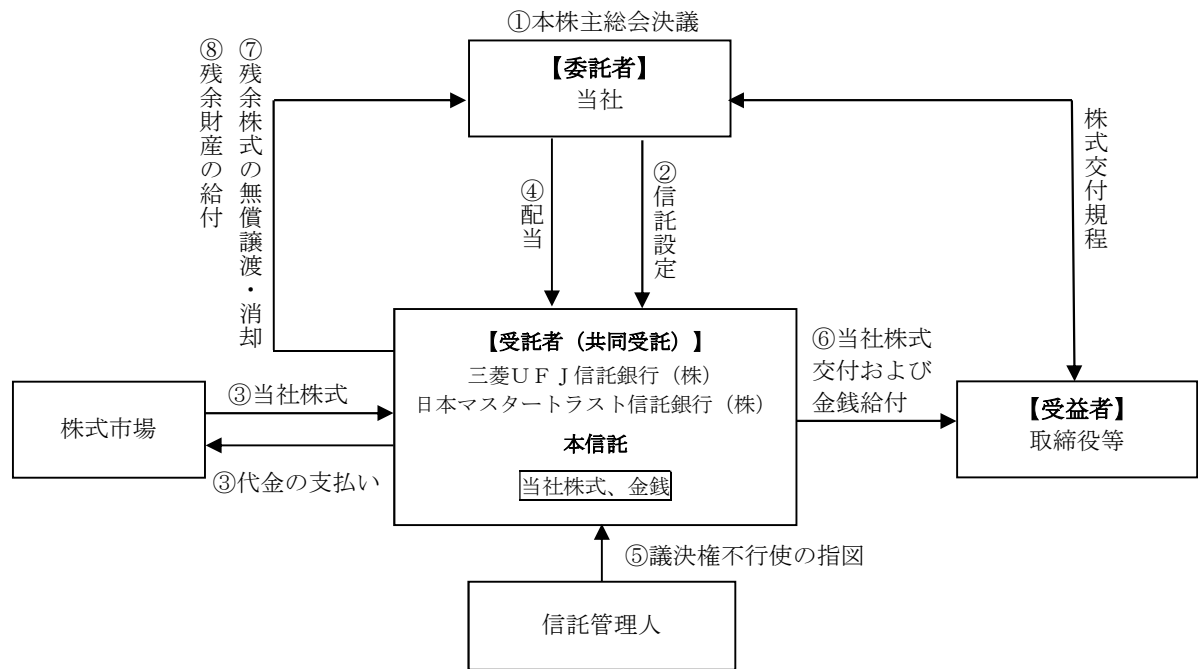 ①本株主総会決議
【委託者】
当社
⑧残余財産の給付
⑦残余株式の無償譲渡・消却
④配当
②信託設定
株式交付規程
【受託者(共同受託)】
三菱UFJ信託銀行(株)
日本マスタートラスト信託銀行(株)
本信託
当社株式、金銭
⑥当社株式
交付および
金銭給付
株式市場
③当社株式
③代金の支払い
【受益者】
取締役等
⑤議決権不行使の指図
信託管理人